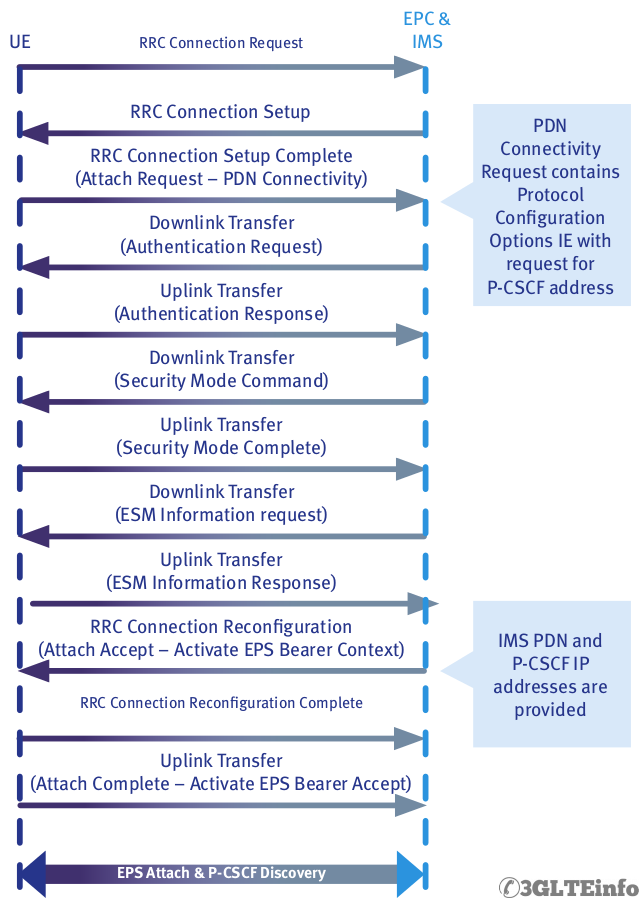 UE
EPC &
IMS
RRC Connection Request
RRC Connection Setup
RRC Connection Setup Complete
(Attach Request – PDN Connectivity)
PDN
Connectivity
Request contains
Protocol
Configuration
Options IE with
request for
P-CSCF address
Downlink Transfer
(Authentication Request)
Uplink Transfer
(Authentication Response)
Downlink Transfer
(Security Mode Command)
Uplink Transfer
(Security Mode Complete)
Downlink Transfer
(ESM Information request)
Uplink Transfer
(ESM Information Response)
RRC Connection Reconfiguration
(Attach Accept – Activate EPS Bearer Context)
IMS PDN and
P-CSCF IP
addresses are
provided
RRC Connection Reconfiguration Complete
Uplink Transfer
(Attach Complete – Activate EPS Bearer Accept)
EPS Attach & P-CSCF Discovery
✆3GLTEinfo